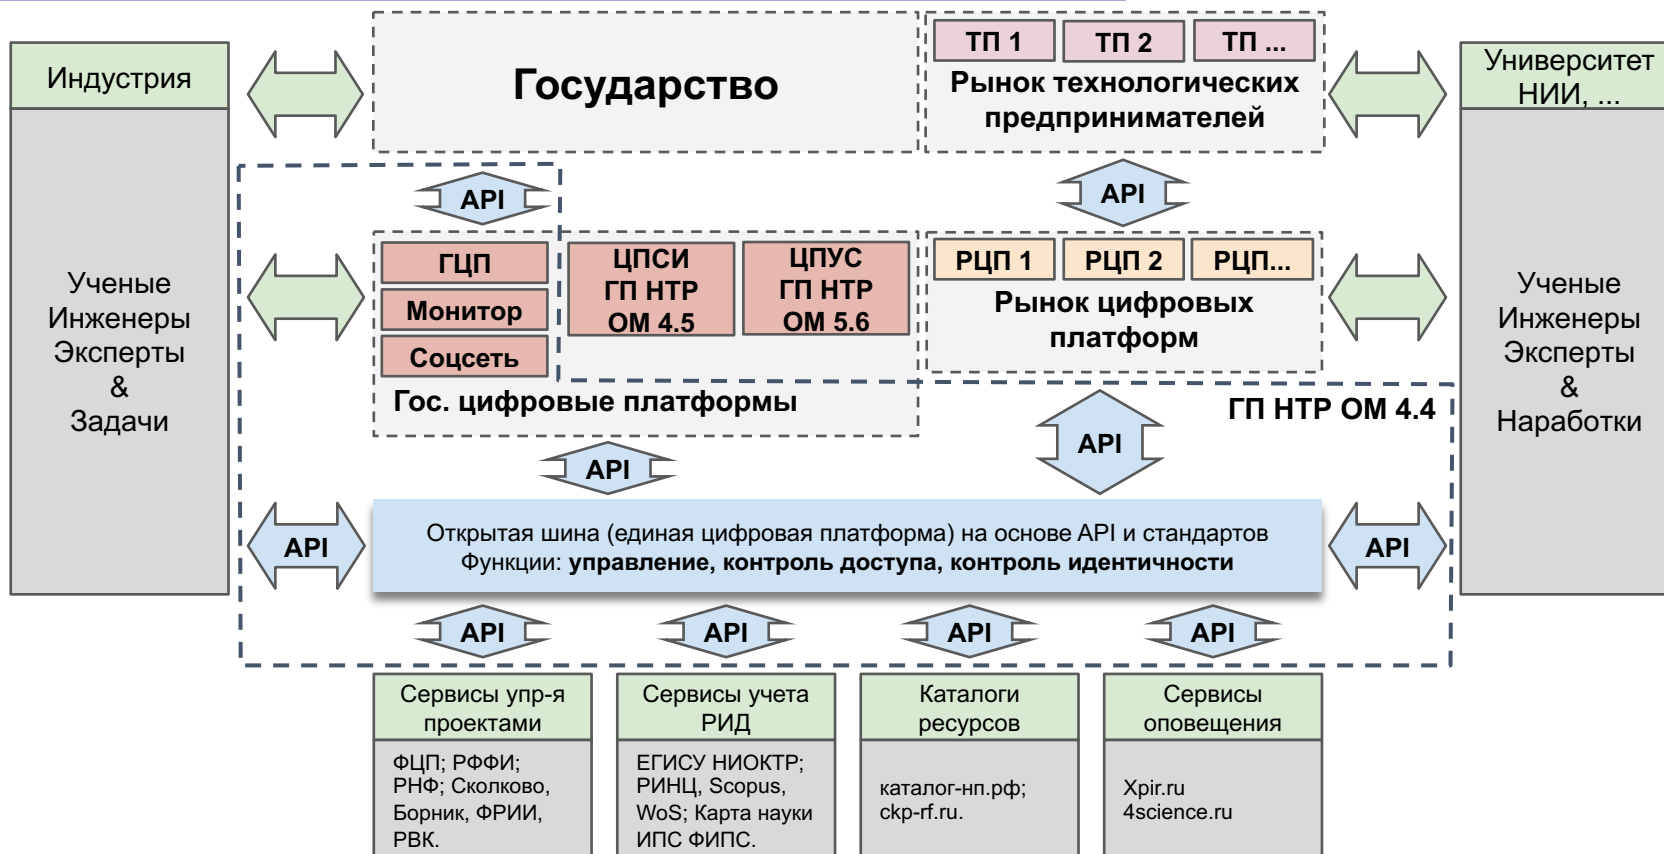 Индустрия
Ученые
Инженеры
Эксперты
&
Задачи
Государство
ТП 1
ТП 2
ТП ...
Рынок технологических
предпринимателей
Университет
НИИ, ...
Ученые
Инженеры
Эксперты
&
Наработки
API
API
ГЦП
Монитор
Соцсеть
ЦПСИ
ГП НТР
ОМ 4.5
ЦПУС
ГП НТР
ОМ 5.6
Гос. цифровые платформы
РЦП 1
РЦП 2
РЦП...
Рынок цифровых
платформ
ГП НТР ОМ 4.4
API
API
API
Открытая шина (единая цифровая платформа) на основе API и стандартов
Функции: управление, контроль доступа, контроль идентичности
API
API
API
API
API
Сервисы упр-я
проектами
ФЦП; РФФИ;
РНФ; Сколково,
Борник, ФРИИ,
РВК.
Сервисы учета
РИД
ЕГИСУ НИОКТР;
РИНЦ, Scopus,
WoS; Карта науки
ИПС ФИПС.
Каталоги
ресурсов
каталог-нп.рф;
ckp-rf.ru.
Сервисы
оповещения
Xpir.ru
4science.ru